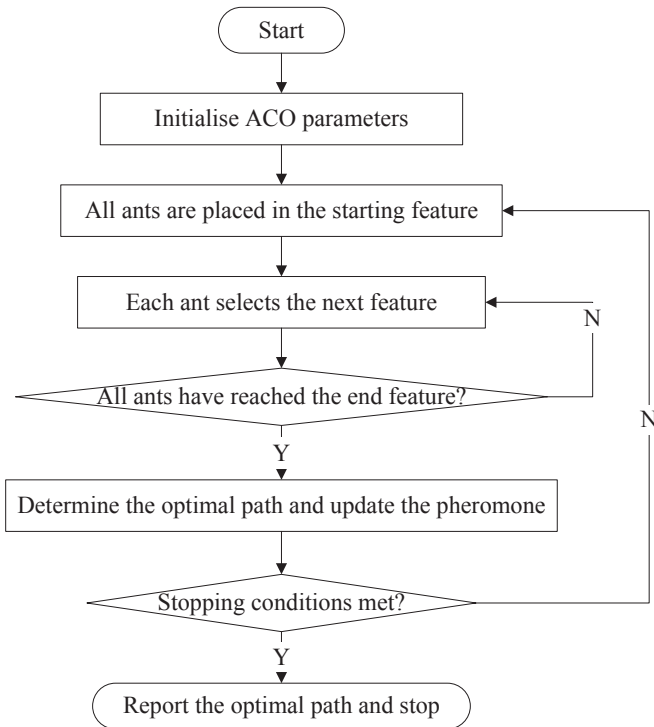 Start
Initialise ACO parameters
All ants are placed in the starting feature
Each ant selects the next feature
N
All ants have reached the end feature?
N
Y
Determine the optimal path and update the pheromone
Stopping conditions met?
Y
Report the optimal path and stop